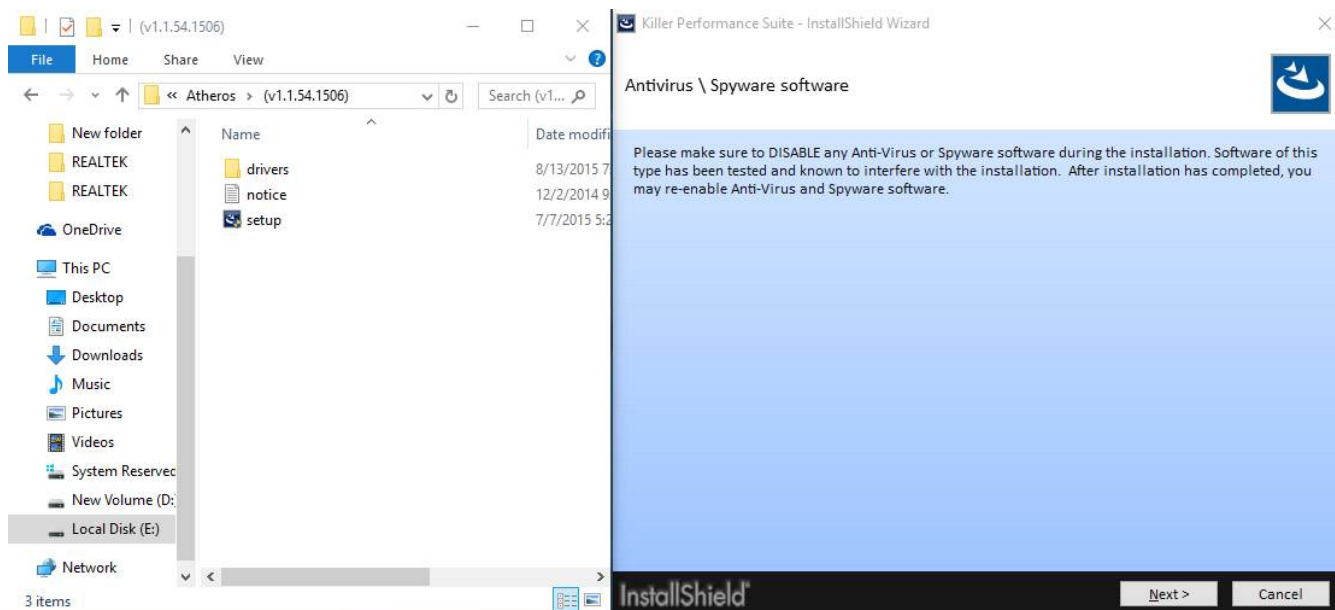 (v1.1.54.1506)
File Home Share View
« Atheros > (v1.1.54.1506)
Search (v1...
New folder
REALTEK
REALTEK
OneDrive
This PC
Desktop
Documents
Downloads
Music
Pictures
Videos
System Reserved
New Volume (D:
Local Disk (E:)
Network
Name Date modifi
drivers 8/13/2015 7:
notice 12/2/2014 9
setup 7/7/2015 5:2
3 items
Killer Performance Suite - InstallShield Wizard
Antivirus \ Spyware software
Please make sure to DISABLE any Anti-Virus or Spyware software during the installation. Software of this
type has been tested and known to interfere with the installation. After installation has completed, you
may re-enable Anti-Virus and Spyware software.
InstallShield
Next >
Cancel